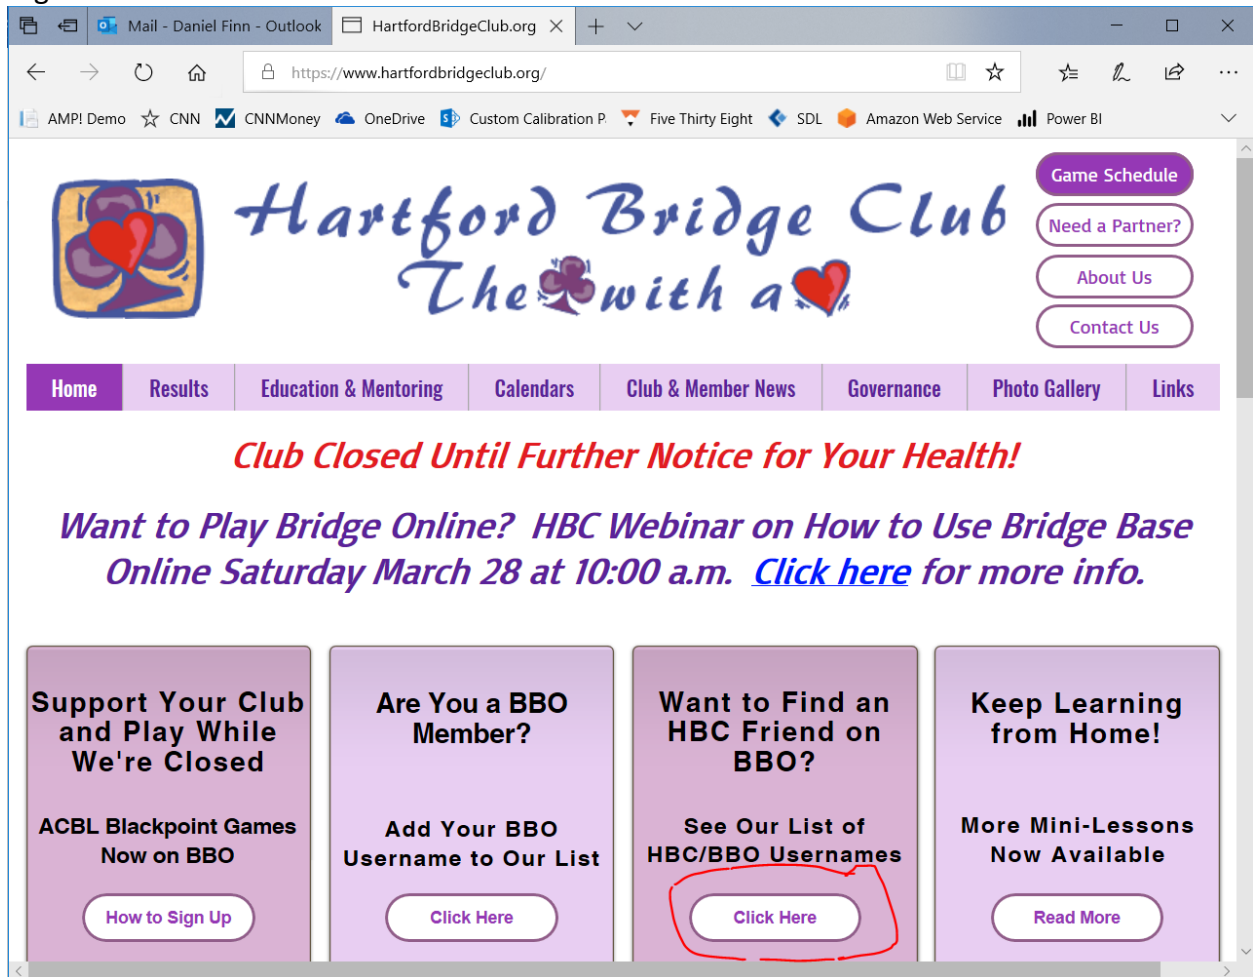 Mail - Daniel Finn - Outlook
HartfordBridgeClub.org
https://www.hartfordbridgeclub.org/
AMP! Demo
CNN
CNNMoney
OneDrive
Custom Calibration P
Five Thirty Eight
SDL
Amazon Web Service
Power BI
Hartford Bridge Club
The with a
Game Schedule
Need a Partner?
About Us
Contact Us
Home
Results
Education & Mentoring
Calendars
Club & Member News
Governance
Photo Gallery
Links
Club Closed Until Further Notice for Your Health!
Want to Play Bridge Online? HBC Webinar on How to Use Bridge Base
Online Saturday March 28 at 10:00 a.m. Click here for more info.
Support Your Club
and Play While
We're Closed
ACBL Blackpoint Games
Now on BBO
How to Sign Up
Are You a BBO
Member?
Add Your BBO
Username to Our List
Click Here
Want to Find an
HBC Friend on
BBO?
See Our List of
HBC/BBO Usernames
Click Here
Keep Learning
from Home!
More Mini-Lessons
Now Available
Read More